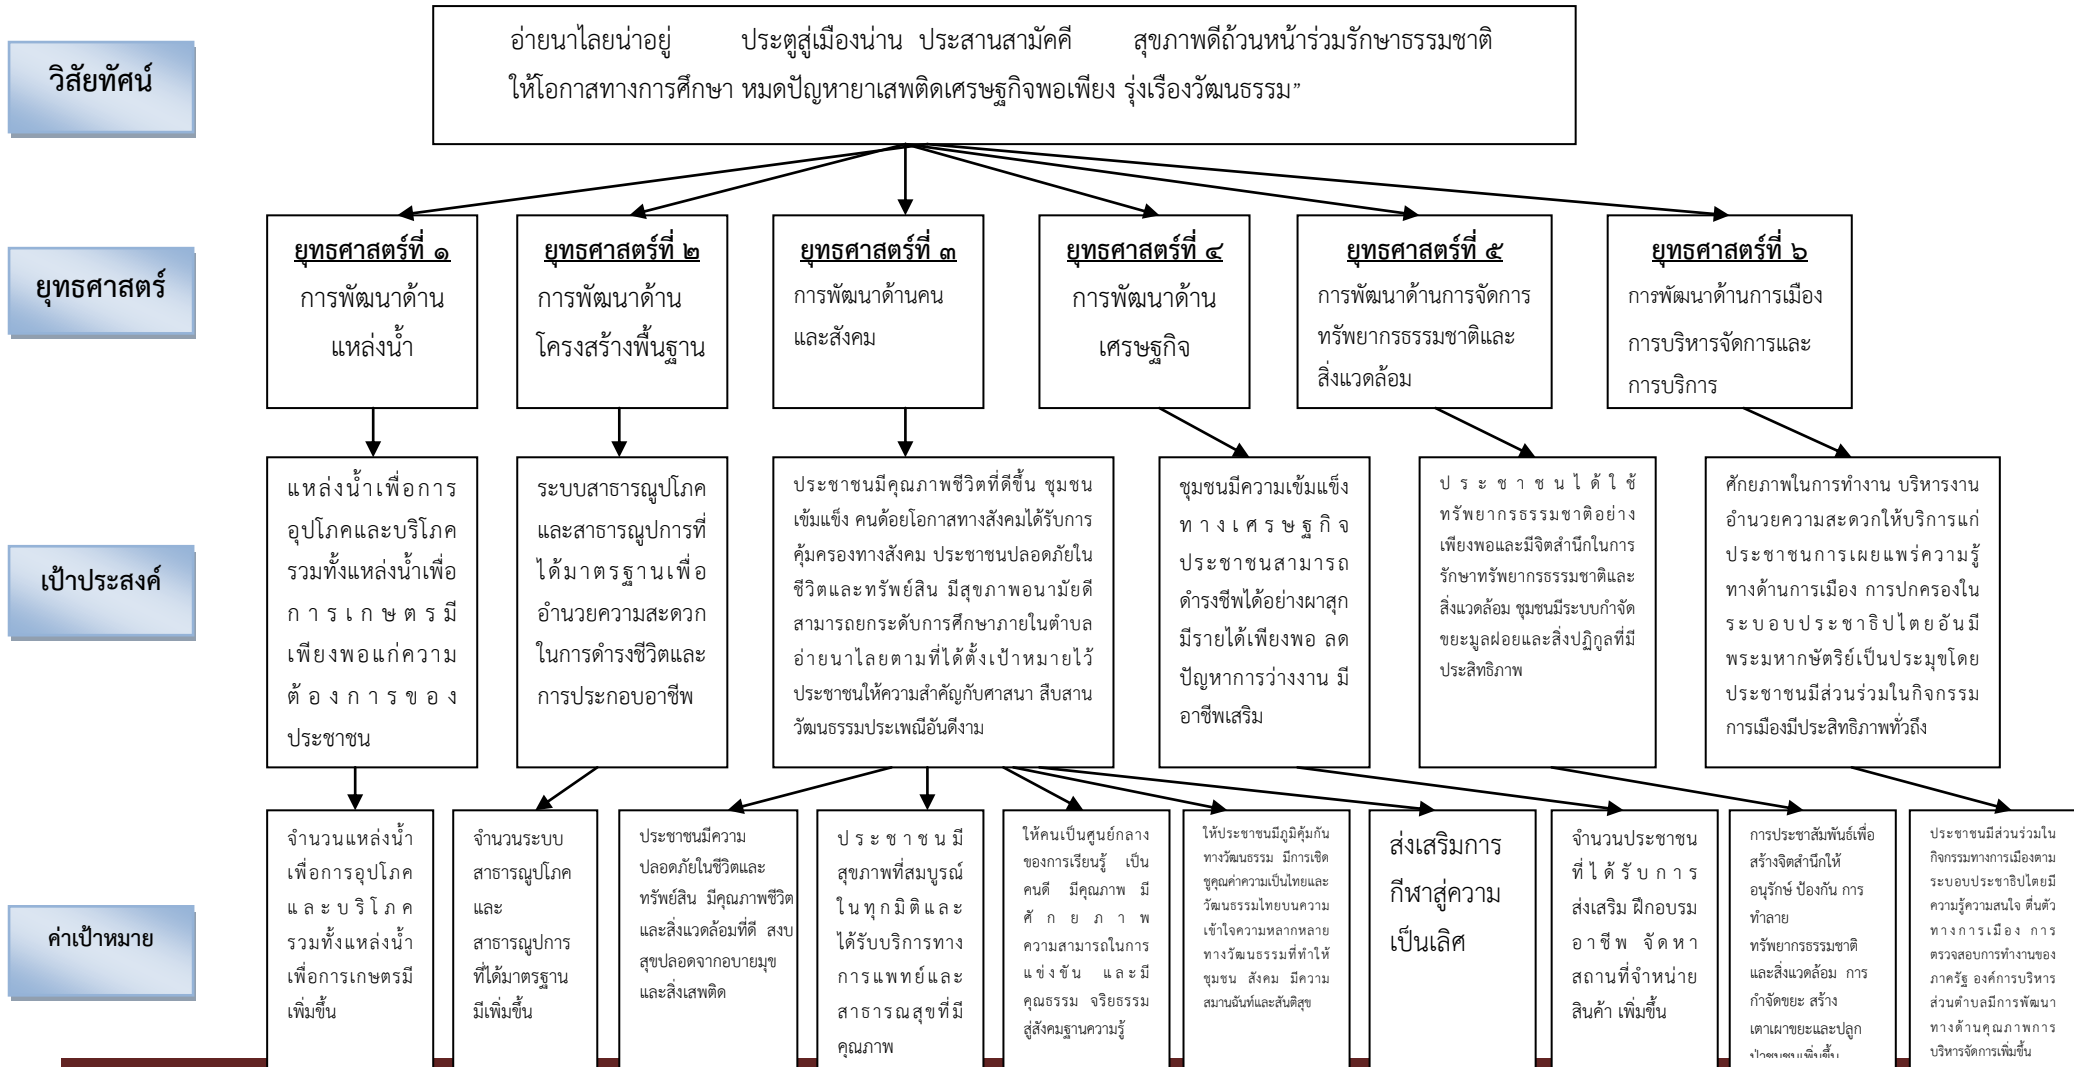 วิสัยทัศน์
อ่ายนาไลยน่าอยู่ ประตูสู่เมืองน่าน ประสานสามัคคี สุขภาพดีถ้วนหน้าร่วมรักษาธรรมชาติ
ให้โอกาสทางการศึกษา หมดปัญหายาเสพติดเศรษฐกิจพอเพียง รุ่งเรืองวัฒนธรรม”
ยุทธศาสตร์
ยุทธศาสตร์ที่ ๑
การพัฒนาด้าน
แหล่งน้ำ
ยุทธศาสตร์ที่ ๒
การพัฒนาด้าน
โครงสร้างพื้นฐาน
ยุทธศาสตร์ที่ ๓
การพัฒนาด้านคน
และสังคม
ยุทธศาสตร์ที่ ๔
การพัฒนาด้าน
เศรษฐกิจ
ยุทธศาสตร์ที่ ๕
การพัฒนาด้านการจัดการ
ทรัพยากรธรรมชาติและ
สิ่งแวดล้อม
ยุทธศาสตร์ที่ ๖
การพัฒนาด้านการเมือง
การบริหารจัดการและ
การบริการ
เป้าประสงค์
แหล่งน้ำเพื่อการ
อุปโภคและบริโภค
รวมทั้งแหล่งน้ำเพื่อ
การเกษตรมี
เพียงพอแก่ความ
ต้องการของ
ประชาชน
ระบบสาธารณูปโภค
และสาธารณูปการที่
ได้มาตรฐานเพื่อ
อำนวยความสะดวก
ในการดำรงชีวิตและ
การประกอบอาชีพ
ประชาชนมีคุณภาพชีวิตที่ดีขึ้น ชุมชน
เข้มแข็ง คนด้อยโอกาสทางสังคมได้รับการ
คุ้มครองทางสังคม ประชาชนปลอดภัยใน
ชีวิตและทรัพย์สิน มีสุขภาพอนามัยดี
สามารถยกระดับการศึกษาภายในตำบล
อ่ายนาไลยตามที่ได้ตั้งเป้าหมายไว้
ประชาชนให้ความสำคัญกับศาสนา สืบสาน
วัฒนธรรมประเพณีอันดีงาม
ชุมชนมีความเข้มแข็ง
ทางเศรษฐกิจ
ประชาชนสามารถ
ดำรงชีพได้อย่างผาสุก
มีรายได้เพียงพอ ลด
ปัญหาการว่างงาน มี
อาชีพเสริม
ประชาชนได้ใช้
ทรัพยากรธรรมชาติอย่าง
เพียงพอและมีจิตสำนึกในการ
รักษาทรัพยากรธรรมชาติและ
สิ่งแวดล้อม ชุมชนมีระบบกำจัด
ขยะมูลฝอยและสิ่งปฏิกูลที่มี
ประสิทธิภาพ
ศักยภาพในการทำงาน บริหารงาน
อำนวยความสะดวกให้บริการแก่
ประชาชนการเผยแพร่ความรู้
ทางด้านการเมือง การปกครองใน
ระบอบประชาธิปไตยอันมี
พระมหากษัตริย์เป็นประมุขโดย
ประชาชนมีส่วนร่วมในกิจกรรม
การเมืองมีประสิทธิภาพทั่วถึง
ค่าเป้าหมาย
จำนวนแหล่งน้ำ
เพื่อการอุปโภค
และบริโภค
รวมทั้งแหล่งน้ำ
เพื่อการเกษตรมี
เพิ่มขึ้น
จำนวนระบบ
สาธารณูปโภค
และ
สาธารณูปการ
ที่ได้มาตรฐาน
มีเพิ่มขึ้น
ประชาชนมีความ
ปลอดภัยในชีวิตและ
ทรัพย์สิน มีคุณภาพชีวิต
และสิ่งแวดล้อมที่ดี สงบ
สุขปลอดจากอบายมุข
และสิ่งเสพติด
ประชาชนมี
สุขภาพที่สมบูรณ์
ในทุกมิติและ
ได้รับบริการทาง
การแพทย์และ
สาธารณสุขที่มี
คุณภาพ
ให้คนเป็นศูนย์กลาง
ของการเรียนรู้ เป็น
คนดี มีคุณภาพ มี
ศักยภาพ
ความสามารถในการ
แข่งขัน และมี
คุณธรรม จริยธรรม
สู่สังคมฐานความรู้
ให้ประชาชนมีภูมิคุ้มกัน
ทางวัฒนธรรม มีการเชิด
ชูคุณค่าความเป็นไทยและ
วัฒนธรรมไทยบนความ
เข้าใจความหลากหลาย
ทางวัฒนธรรมที่ทำให้
ชุมชน สังคม มีความ
สมานฉันท์และสันติสุข
ส่งเสริมการ
กีฬาสู่ความ
เป็นเลิศ
จำนวนประชาชน
ที่ได้รับการ
ส่งเสริม ฝึกอบรม
อาชีพ จัดหา
สถานที่จำหน่าย
สินค้า เพิ่มขึ้น
การประชาสัมพันธ์เพื่อ
สร้างจิตสำนึกให้
อนุรักษ์ ป้องกัน การ
ทำลาย
ทรัพยากรธรรมชาติ
และสิ่งแวดล้อม การ
กำจัดขยะ สร้าง
เตาเผาขยะและปลูก
ป่าชุมชนเพิ่มขึ้น
ประชาชนมีส่วนร่วมใน
กิจกรรมทางการเมืองตาม
ระบอบประชาธิปไตยมี
ความรู้ความสนใจ ตื่นตัว
ทางการเมือง การ
ตรวจสอบการทำงานของ
ภาครัฐ องค์การบริหาร
ส่วนตำบลมีการพัฒนา
ทางด้านคุณภาพการ
บริหารจัดการเพิ่มขึ้น